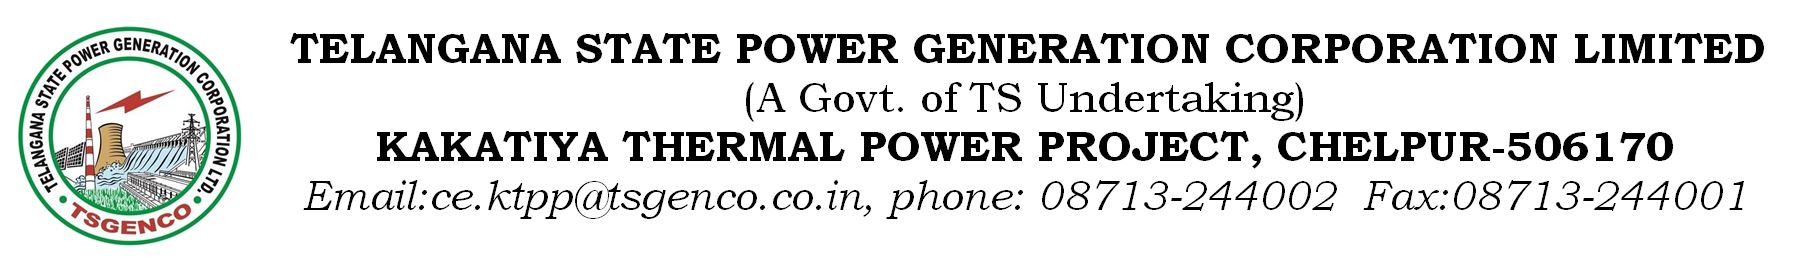 TELANGANA STATE POWER GENERATION CORPORATION LTD.
TSGENCO
TELANGANA STATE POWER GENERATION CORPORATION LIMITED
(A Govt. of TS Undertaking)
KAKATIYA THERMAL POWER PROJECT, CHELPUR-506170
Email:ce.ktpp@tsgenco.co.in, phone: 08713-244002 Fax:08713-244001